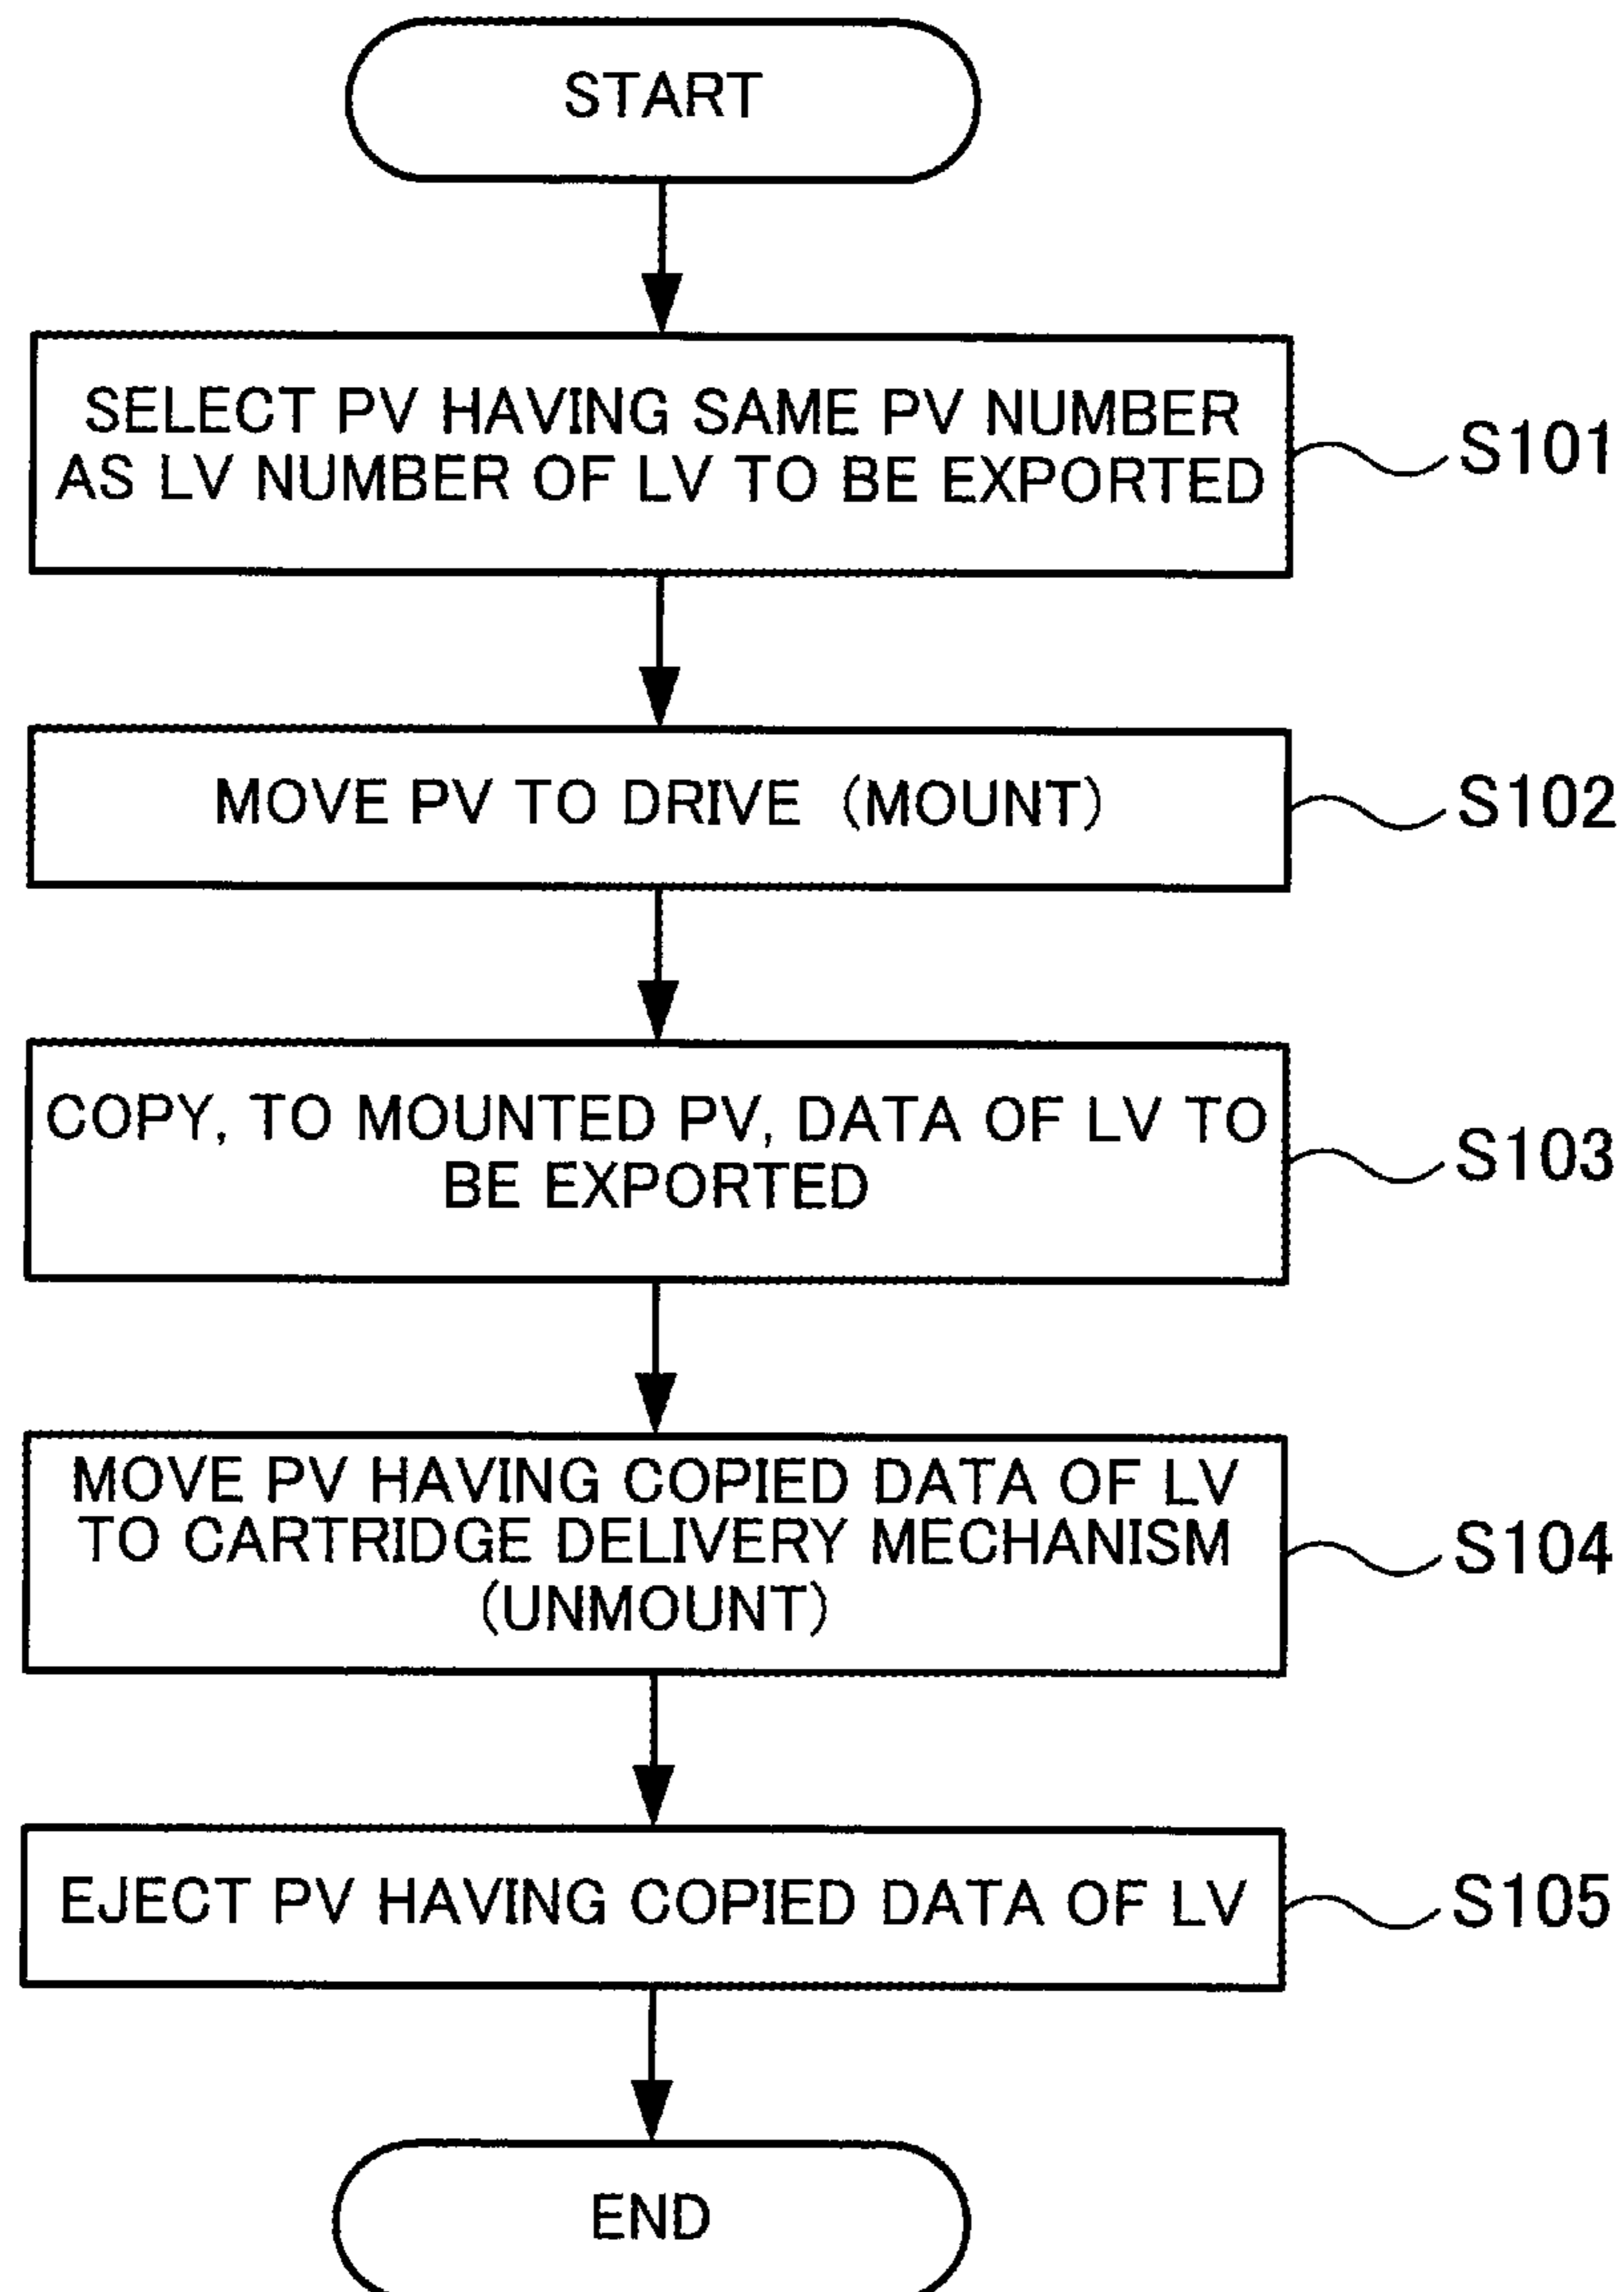 START
SELECT PV HAVING SAME PV NUMBER
AS LV NUMBER OF LV TO BE EXPORTED
S101
MOVE PV TO DRIVE (MOUNT)
S102
COPY, TO MOUNTED PV, DATA OF LV TO
BE EXPORTED
S103
MOVE PV HAVING COPIED DATA OF LV
TO CARTRIDGE DELIVERY MECHANISM
(UNMOUNT)
S104
EJECT PV HAVING COPIED DATA OF LV
S105
END